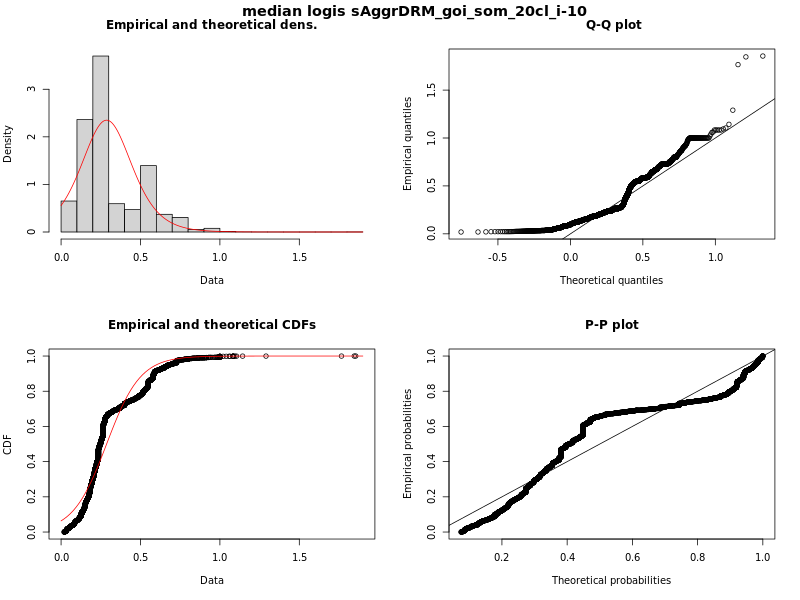 median logis sAggrDRM_goi_som_20cl_i-10
Empirical and theoretical dens.
Density
0 1 2 3
0.0 0.5 1.0 1.5
Data
Q-Q plot
Empirical quantiles
0.0 0.5 1.0 1.5
-0.5 0.0 0.5 1.0
Theoretical quantiles
Empirical and theoretical CDFs
CDF
0.0 0.2 0.4 0.6 0.8 1.0
0.0 0.5 1.0 1.5
Data
P-P plot
Empirical probabilities
0.0 0.2 0.4 0.6 0.8 1.0
0.2 0.4 0.6 0.8 1.0
Theoretical probabilities